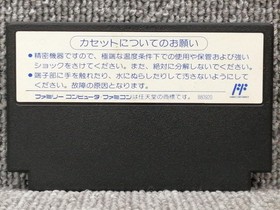 カセットについてのお願い
●精密機器ですので、極端な温度条件下での使用や保管および強い
ショックをさけてください。また、絶対に分解しないでください。
●端子部に手を触れたり、水にぬらしたりして汚さないようにして
ください。故障の原因となります。
ファミリーコンピュータ ファミコンは任天堂の商標です。